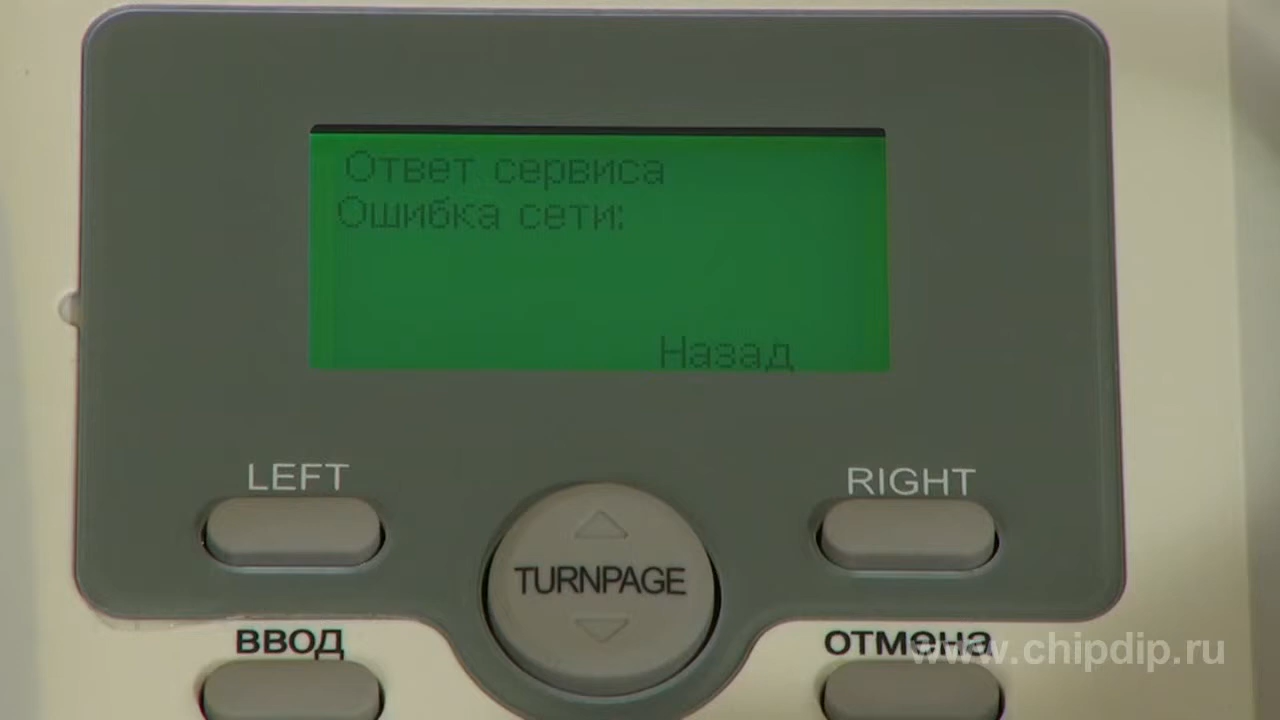 Ответ сервиса
Ошибка сети:
Назад
LEFT
RIGHT
TURNPAGE
ВВОД
ОТМЕНА
www.chipdip.ru